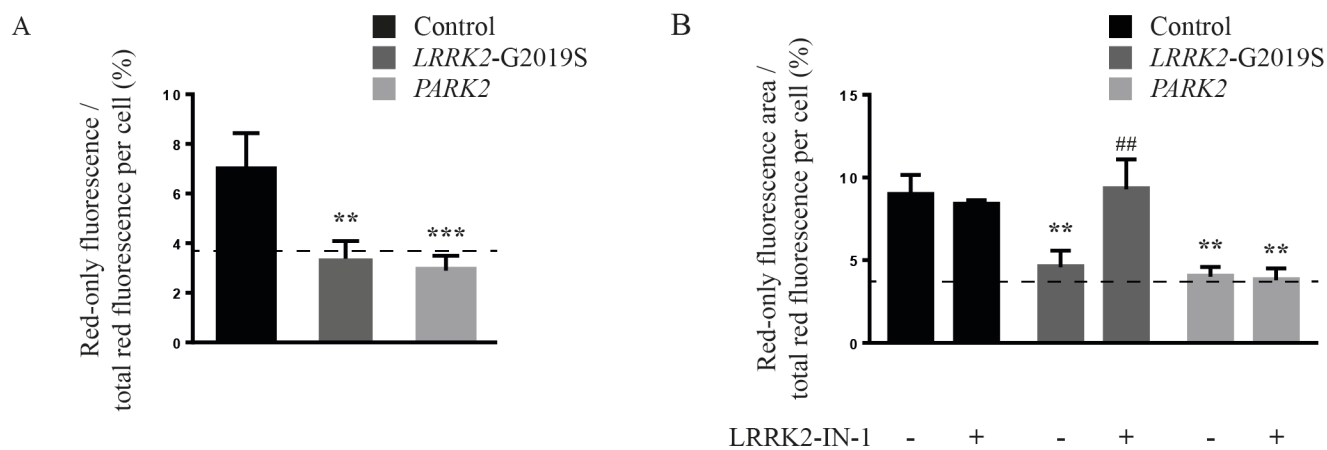 A
Control
LRRK2-G2019S
PARK2
Red-only fluorescence /
total red fluorescence per cell (%)
10
8
6
4
2
0
**
***
B
Control
LRRK2-G2019S
PARK2
Red-only fluorescence area /
total red fluorescence per cell (%)
15
10
5
0
**
##
**
**
LRRK2-IN-1 - + - + - +